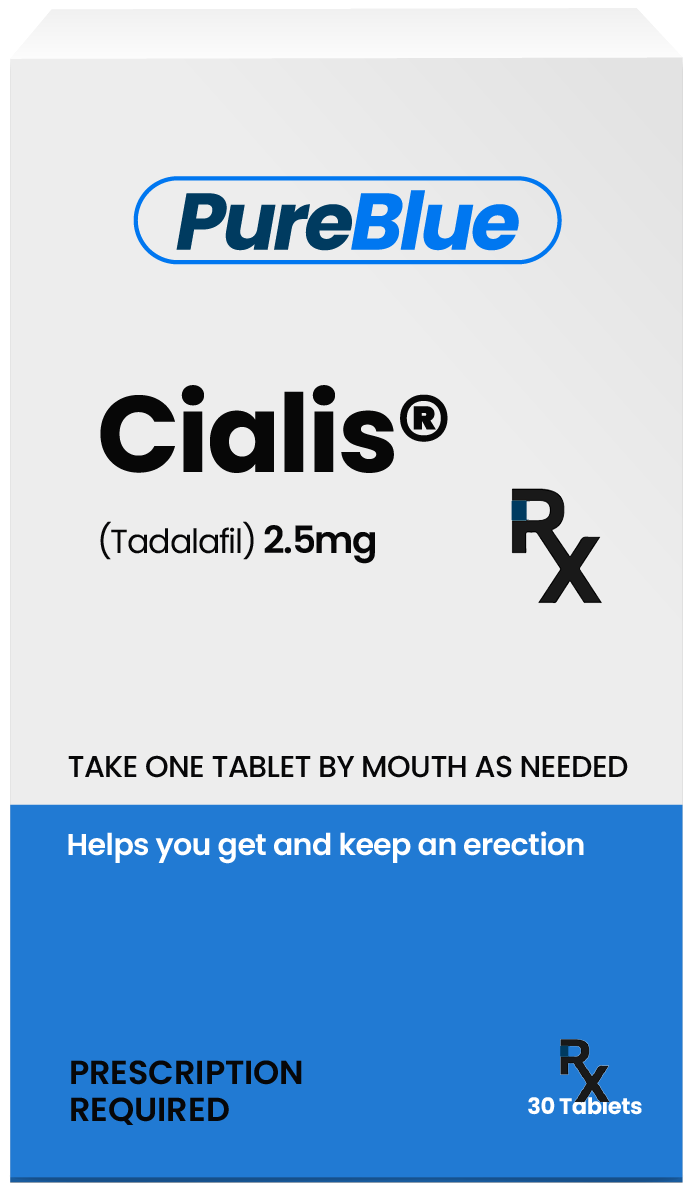 PureBlue
Cialis®
(Tadalafil) 2.5mg
Rx
TAKE ONE TABLET BY MOUTH AS NEEDED
Helps you get and keep an erection
PRESCRIPTION
REQUIRED
Rx
30 Tablets